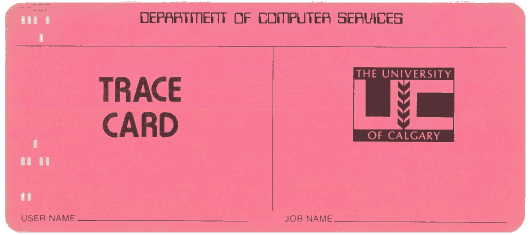 DEPARTMENT OF COMPUTER SERVICES
TRACE
CARD
THE UNIVERSITY
OF CALGARY
USER NAME
JOB NAME